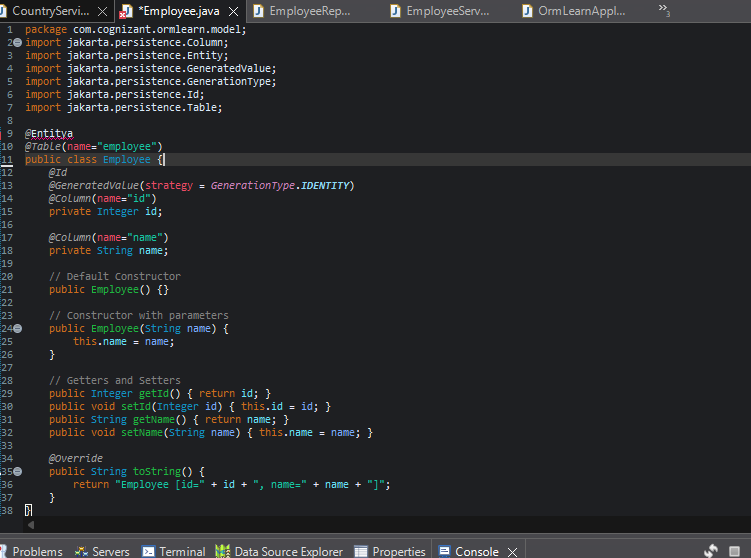 CountryServi... *Employee.java EmployeeRep... EmployeeServ... OrmLearnAppl... »3
1 package com.cognizant.ormlearn.model;
2 import jakarta.persistence.Column;
3 import jakarta.persistence.Entity;
4 import jakarta.persistence.GeneratedValue;
5 import jakarta.persistence.GenerationType;
6 import jakarta.persistence.Id;
7 import jakarta.persistence.Table;
8
9 @Entitya
10 @Table(name="employee")
11 public class Employee {
12 @Id
13 @GeneratedValue(strategy = GenerationType.IDENTITY)
14 @Column(name="id")
15 private Integer id;
16
17 @Column(name="name")
18 private String name;
19
20 // Default Constructor
21 public Employee() {}
22
23 // Constructor with parameters
24 public Employee(String name) {
25 this.name = name;
26 }
27
28 // Getters and Setters
29 public Integer getId() { return id; }
30 public void setId(Integer id) { this.id = id; }
31 public String getName() { return name; }
32 public void setName(String name) { this.name = name; }
33
34 @Override
35 public String toString() {
36 return "Employee [id=" + id + ", name=" + name + "]";
37 }
38 }
Problems Servers Terminal Data Source Explorer Properties Console